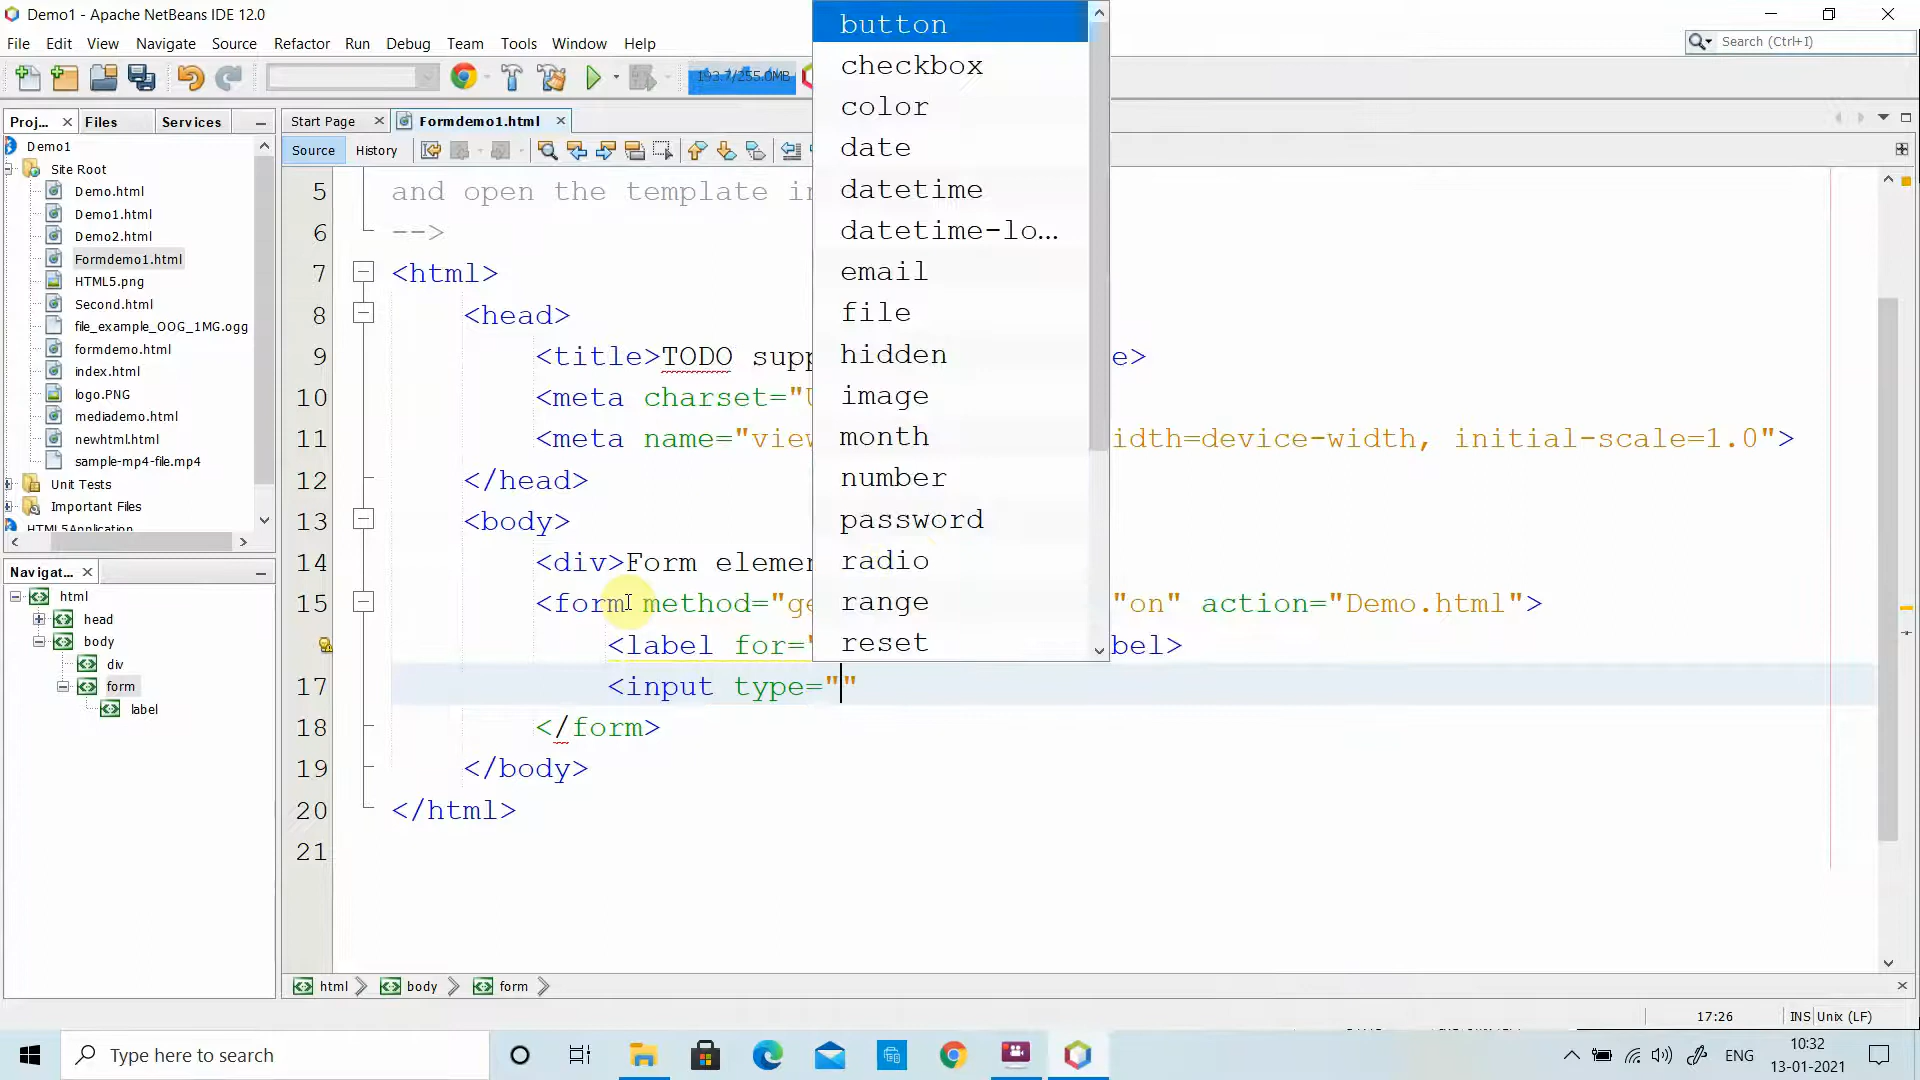 Demo1 - Apache NetBeans IDE 12.0
File Edit View Navigate Source Refactor Run Debug Team Tools Window Help
Search (Ctrl+I)
193.7/255.0MB
Proj... Files Services
Start Page Formdemo1.html
Source History
Demo1
Site Root
Demo.html
Demo1.html
Demo2.html
Formdemo1.html
HTML5.png
Second.html
file_example_OOG_1MG.ogg
formdemo.html
index.html
logo.PNG
mediademo.html
newhtml.html
sample-mp4-file.mp4
Unit Tests
Important Files
HTML5Application
Navigat...
html
head
body
div
form
label
5 and open the template in
6 -->
7 <html>
8 <head>
9 <title>TODO supp e>
10 <meta charset="U
11 <meta name="view idth=device-width, initial-scale=1.0">
12 </head>
13 <body>
14 <div>Form elemen
15 <form method="ge "on" action="Demo.html">
<label for=" bel>
17 <input type=""
18 </form>
19 </body>
20 </html>
21
button
checkbox
color
date
datetime
datetime-lo...
email
file
hidden
image
month
number
password
radio
range
reset
html body form
17:26 INS Unix (LF)
Type here to search
ENG
10:32
13-01-2021